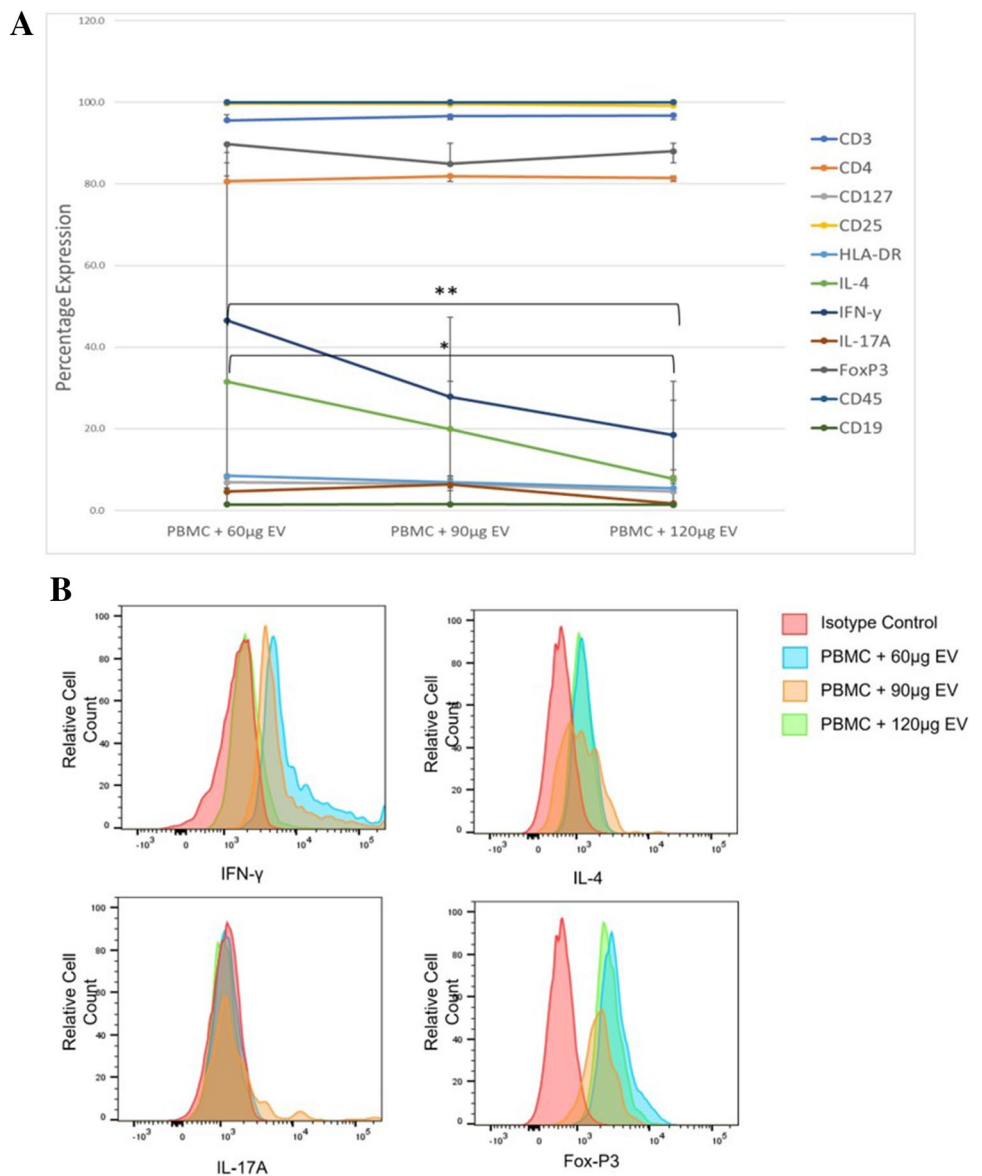 A
120.0
100.0
80.0
60.0
40.0
20.0
0.0
Percentage Expression
**
*
PBMC + 60µg EV
PBMC + 90µg EV
PBMC + 120µg EV
CD3
CD4
CD127
CD25
HLA-DR
IL-4
IFN-γ
IL-17A
FoxP3
CD45
CD19
B
Relative Cell
Count
100
80
60
40
20
0
-10³ 0 10³ 10⁴ 10⁵
IFN-γ
Relative Cell
Count
100
80
60
40
20
0
-10³ 0 10³ 10⁴ 10⁵
IL-4
Isotype Control
PBMC + 60µg EV
PBMC + 90µg EV
PBMC + 120µg EV
Relative Cell
Count
100
80
60
40
20
0
-10³ 0 10³ 10⁴ 10⁵
IL-17A
Relative Cell
Count
100
80
60
40
20
0
-10³ 0 10³ 10⁴ 10⁵
Fox-P3